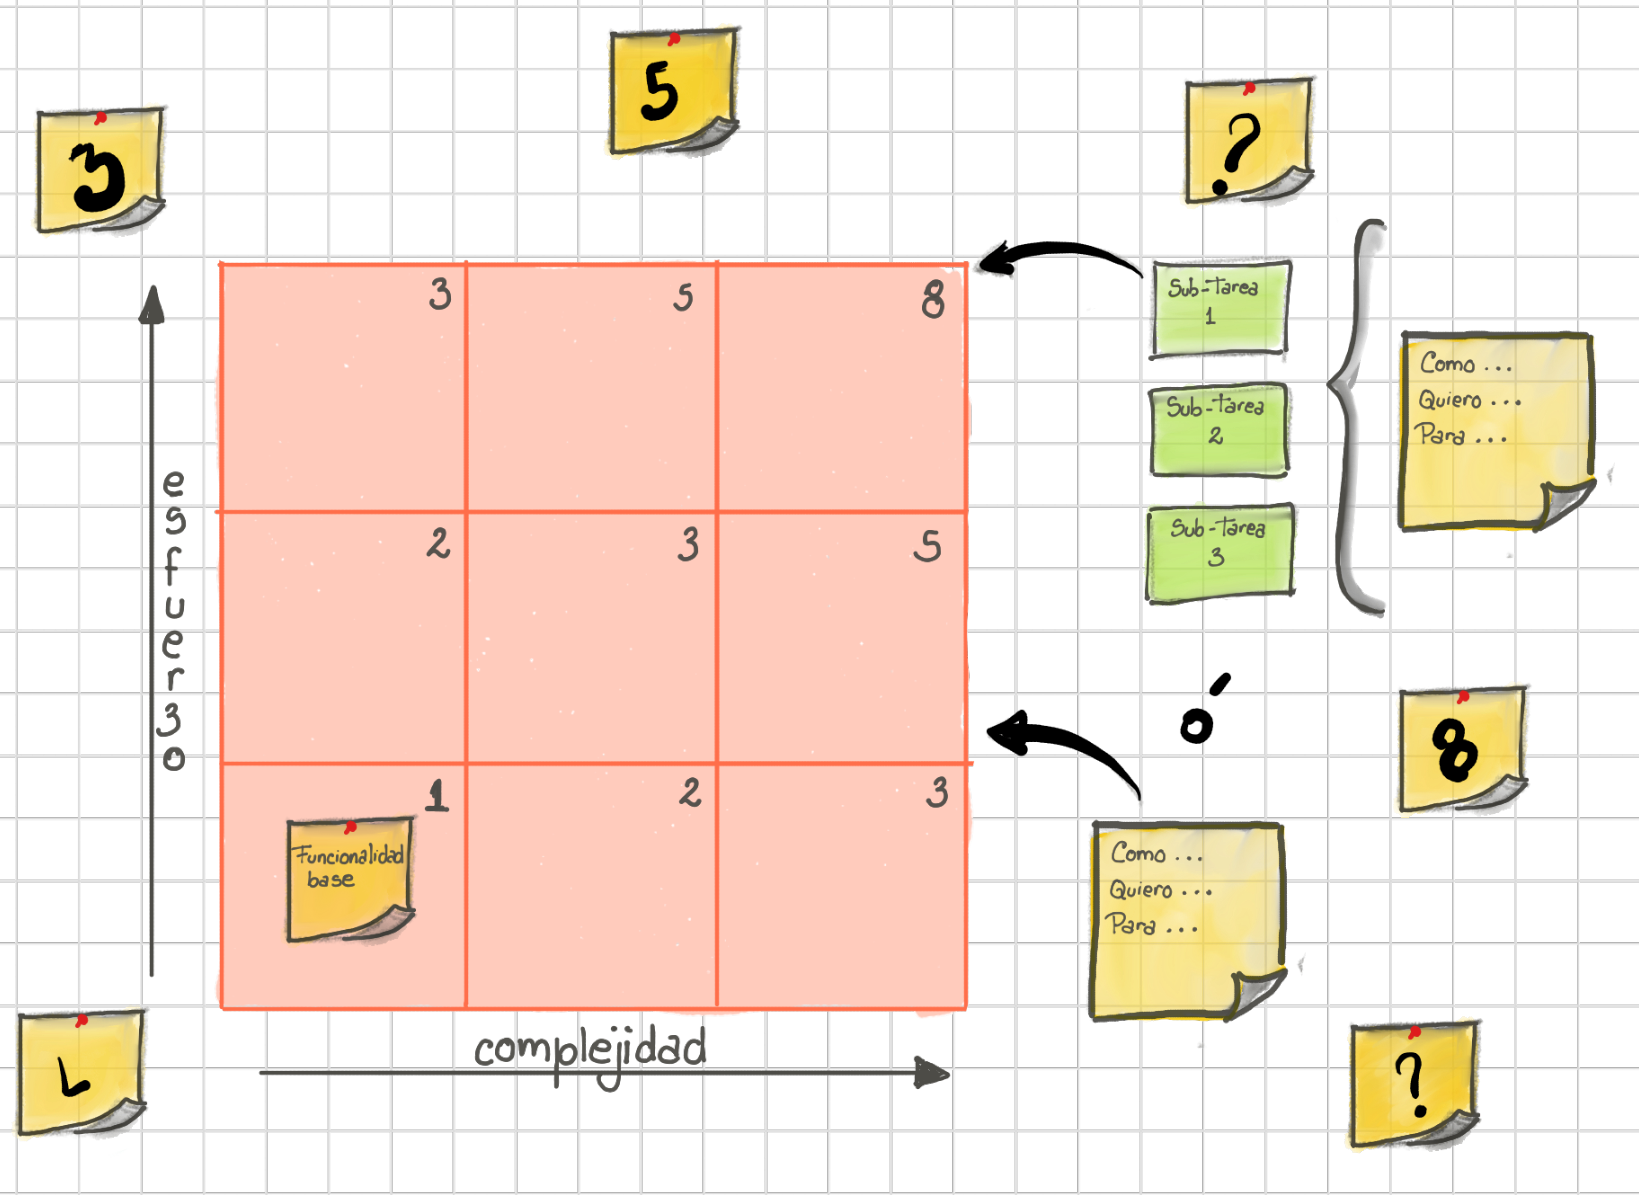 5
?
3
3
5
8
Sub-Tarea
1
Como ...
Quiero ...
Para ...
Sub-Tarea
2
Sub-Tarea
3
esfuerzo
2
3
5
ó
8
1
2
3
Funcionalidad
base
Como ...
Quiero ...
Para ...
complejidad
?